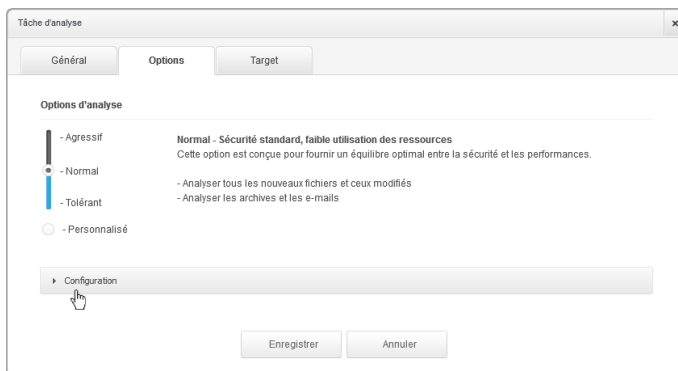 Tâche d'analyse
×
Général Options Target
Options d'analyse
- Agressif
Normal - Sécurité standard, faible utilisation des ressources
Cette option est conçue pour fournir un équilibre optimal entre la sécurité et les performances.
- Normal
- Analyser tous les nouveaux fichiers et ceux modifiés
- Tolérant
- Analyser les archives et les e-mails
- Personnalisé
Configuration
Enregistrer Annuler